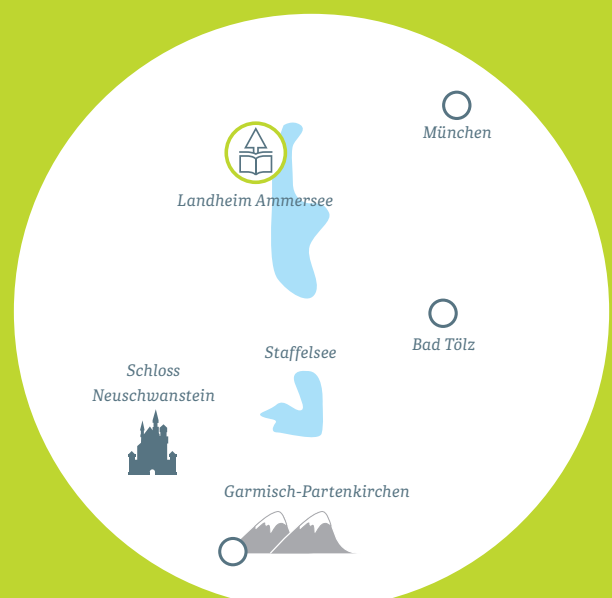 München
Landheim Ammersee
Bad Tölz
Staffelsee
Schloss
Neuschwanstein
Garmisch-Partenkirchen